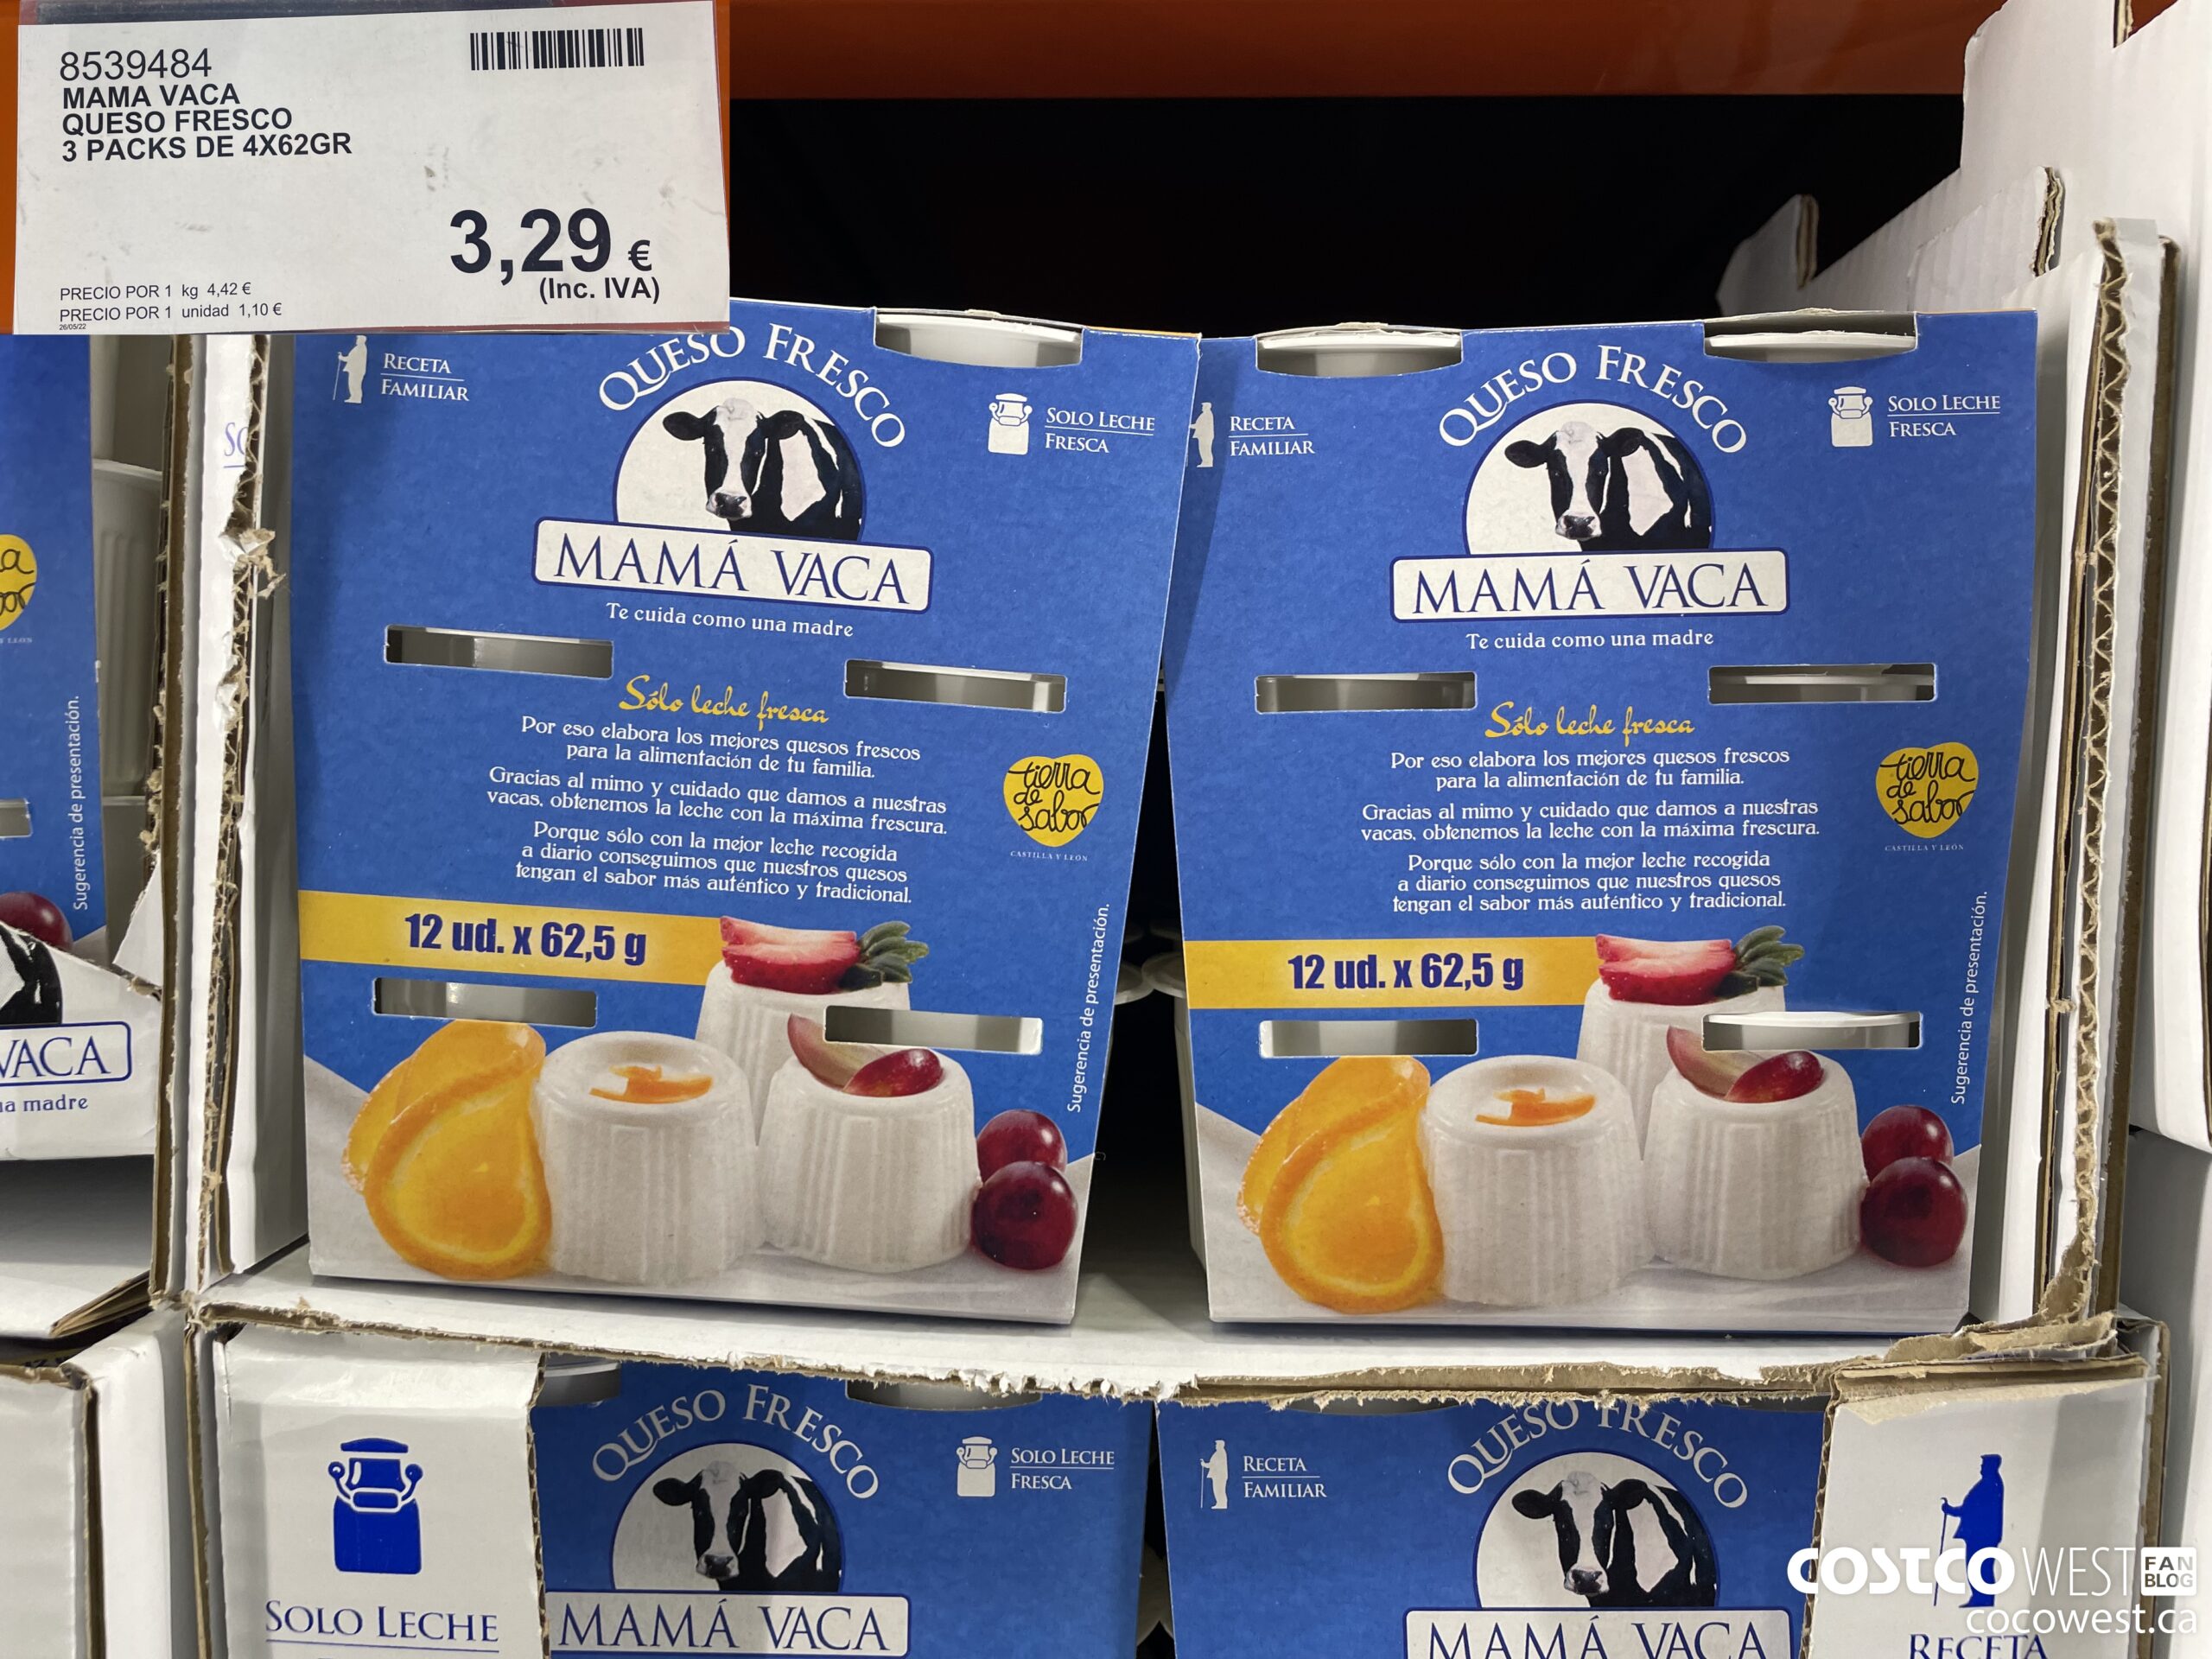 8539484
MAMA VACA
QUESO FRESCO
3 PACKS DE 4X62GR
3,29 €
(Inc. IVA)
PRECIO POR 1 kg 4,42 €
PRECIO POR 1 unidad 1,10 €
26/05/22
RECETA
FAMILIAR
QUESO FRESCO
SOLO LECHE
FRESCA
MAMÁ VACA
Te cuida como una madre
Sólo leche fresca
Por eso elabora los mejores quesos frescos
para la alimentación de tu familia.
Gracias al mimo y cuidado que damos a nuestras
vacas, obtenemos la leche con la máxima frescura.
Porque sólo con la mejor leche recogida
a diario conseguimos que nuestros quesos
tengan el sabor más auténtico y tradicional.
tierra
de
sabor
CASTILLA Y LEÓN
12 ud. x 62,5 g
Sugerencia de presentación.
RECETA
FAMILIAR
QUESO FRESCO
SOLO LECHE
FRESCA
MAMÁ VACA
Te cuida como una madre
Sólo leche fresca
Por eso elabora los mejores quesos frescos
para la alimentación de tu familia.
Gracias al mimo y cuidado que damos a nuestras
vacas, obtenemos la leche con la máxima frescura.
Porque sólo con la mejor leche recogida
a diario conseguimos que nuestros quesos
tengan el sabor más auténtico y tradicional.
tierra
de
sabor
CASTILLA Y LEÓN
12 ud. x 62,5 g
Sugerencia de presentación.
Sugerencia de presentación.
VACA
madre
SOLO LECHE
QUESO FRESCO
SOLO LECHE
FRESCA
MAMÁ VACA
RECETA
FAMILIAR
QUESO FRESCO
MAMÁ VACA
RECETA
COSTCO WEST FAN BLOG
cocowest.ca